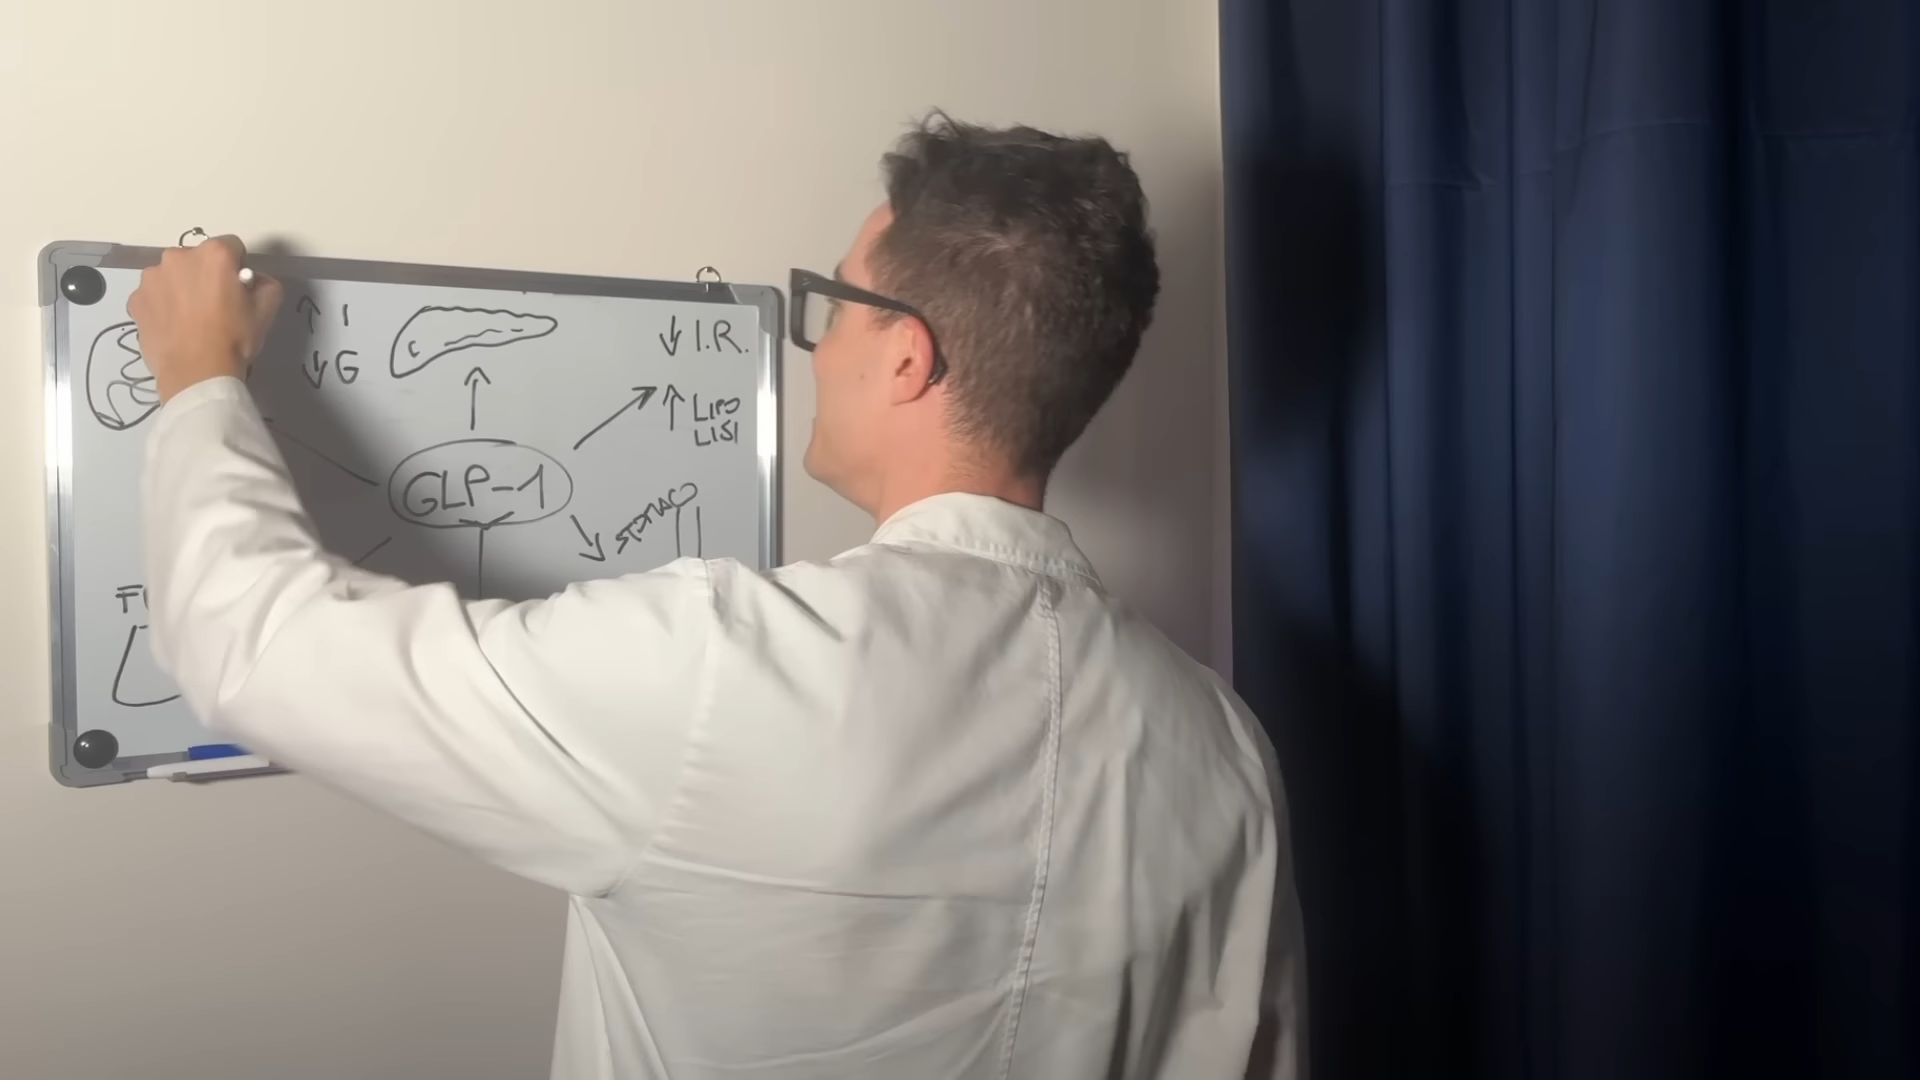 ↑ I
↓ G
↓ I.R.
↑ LIPO
LISI
GLP-1
STOMACO